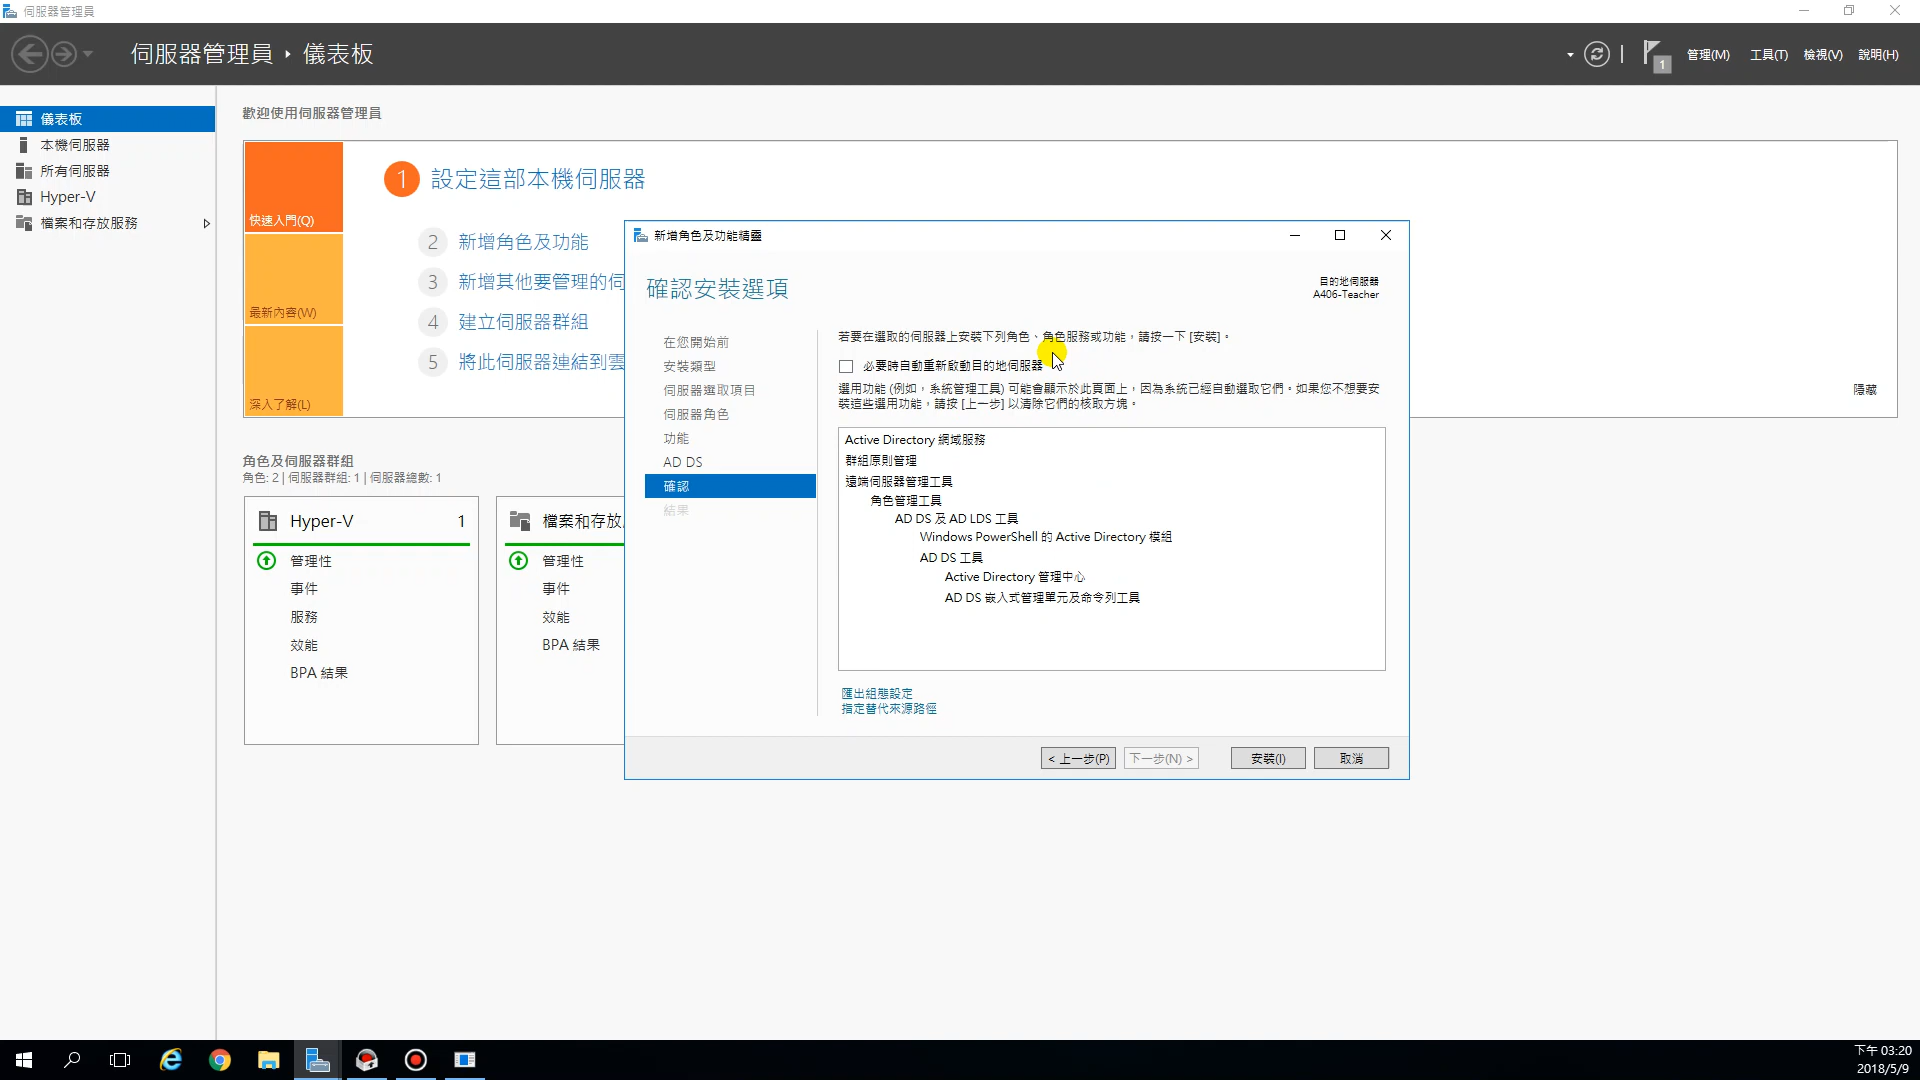 伺服器管理員
伺服器管理員 ‣ 儀表板
1
管理(M) 工具(T) 檢視(V) 說明(H)
儀表板
本機伺服器
所有伺服器
Hyper-V
檔案和存放服務
歡迎使用伺服器管理員
快速入門(Q)
最新內容(W)
深入了解(L)
1 設定這部本機伺服器
2 新增角色及功能
3 新增其他要管理的伺
4 建立伺服器群組
5 將此伺服器連結到雲
隱藏
角色及伺服器群組
角色: 2 | 伺服器群組: 1 | 伺服器總數: 1
Hyper-V 1
管理性
事件
服務
效能
BPA 結果
檔案和存放
管理性
事件
效能
BPA 結果
新增角色及功能精靈
確認安裝選項
目的地伺服器
A406-Teacher
在您開始前
安裝類型
伺服器選取項目
伺服器角色
功能
AD DS
確認
結果
若要在選取的伺服器上安裝下列角色、角色服務或功能，請按一下 [安裝]。
必要時自動重新啟動目的地伺服器
選用功能 (例如，系統管理工具) 可能會顯示於此頁面上，因為系統已經自動選取它們。如果您不想要安
裝這些選用功能，請按 [上一步] 以清除它們的核取方塊。
Active Directory 網域服務
群組原則管理
遠端伺服器管理工具
角色管理工具
AD DS 及 AD LDS 工具
Windows PowerShell 的 Active Directory 模組
AD DS 工具
Active Directory 管理中心
AD DS 嵌入式管理單元及命令列工具
匯出組態設定
指定替代來源路徑
< 上一步(P) 下一步(N) > 安裝(I) 取消
下午 03:20
2018/5/9